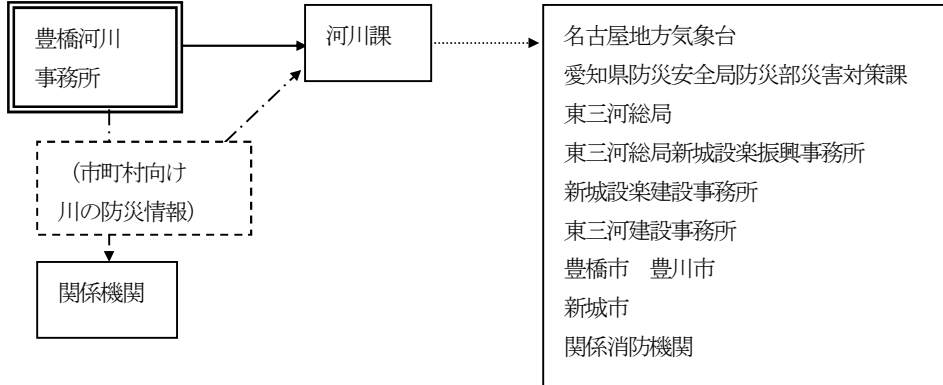 豊橋河川
事務所
河川課
(市町村向け
川の防災情報)
関係機関
名古屋地方気象台
愛知県防災安全局防災部災害対策課
東三河総局
東三河総局新城設楽振興事務所
新城設楽建設事務所
東三河建設事務所
豊橋市　豊川市
新城市
関係消防機関